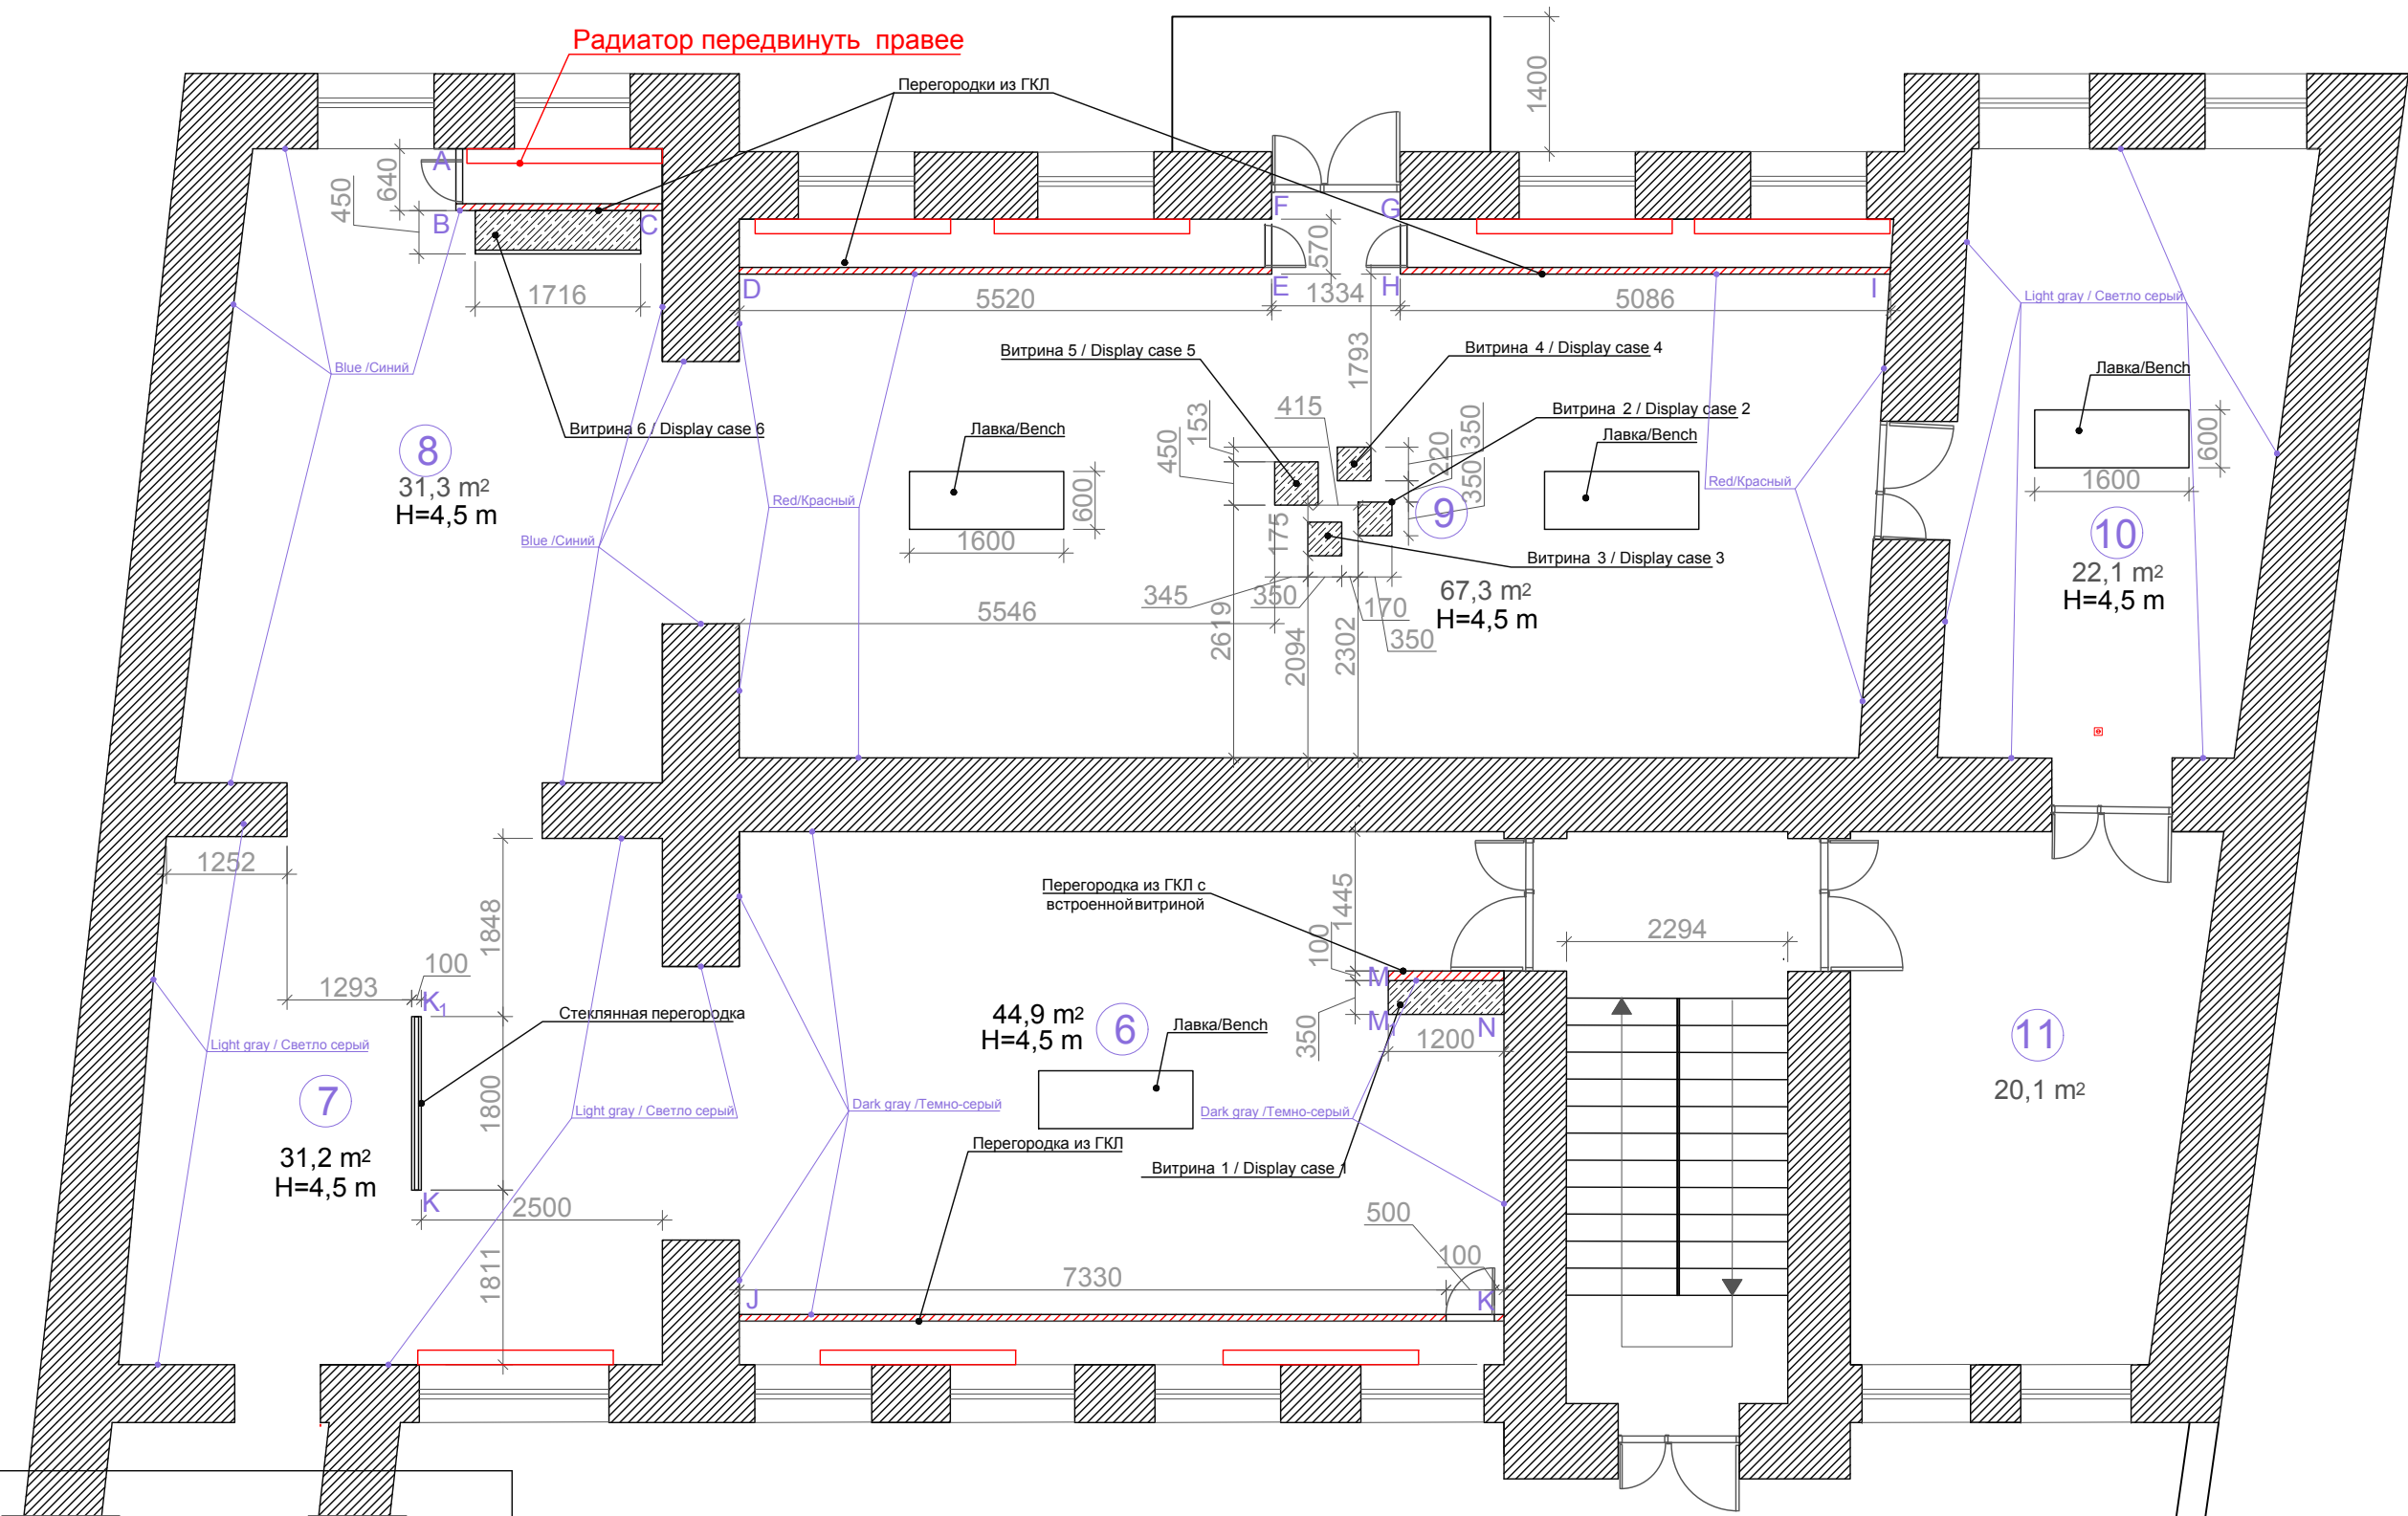 Радиатор передвинуть правее
Перегородки из ГКЛ
1400
A
640
450
B
C
F
G
570
D
E
H
I
1716
5520
1334
5086
Light gray / Светло серый
Blue /Синий
Витрина 5 / Display case 5
Витрина 4 / Display case 4
1793
Лавка/Bench
Витрина 6 / Display case 6
Лавка/Bench
153
415
Витрина 2 / Display case 2
350
Лавка/Bench
8
450
220
600
31,3 m²
H=4,5 m
600
350
1600
Red/Красный
Red/Красный
9
10
Blue /Синий
1600
175
Витрина 3 / Display case 3
22,1 m²
H=4,5 m
345
350
170
67,3 m²
H=4,5 m
5546
2619
2094
2302
350
1252
1848
Перегородка из ГКЛ с
встроенной витриной
1445
2294
100
100
1293
K1
M
Стеклянная перегородка
44,9 m²
H=4,5 m
6
Лавка/Bench
M1
N
350
1200
11
Light gray / Светло серый
7
20,1 m²
1800
Light gray / Светло серый
Dark gray /Темно-серый
Dark gray /Темно-серый
31,2 m²
H=4,5 m
Перегородка из ГКЛ
Витрина 1 / Display case 1
K
2500
500
1811
100
7330
J
K